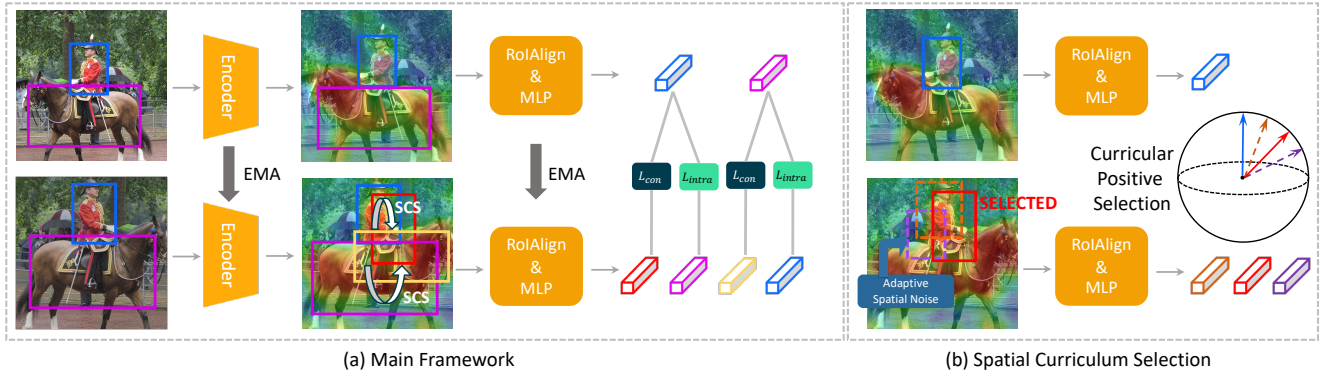 Encoder
RoIAlign
&
MLP
EMA
EMA
L_con
L_intra
L_con
L_intra
Encoder
SCS
SCS
RoIAlign
&
MLP
(a) Main Framework
RoIAlign
&
MLP
Curricular
Positive
Selection
SELECTED
Adaptive
Spatial Noise
RoIAlign
&
MLP
(b) Spatial Curriculum Selection